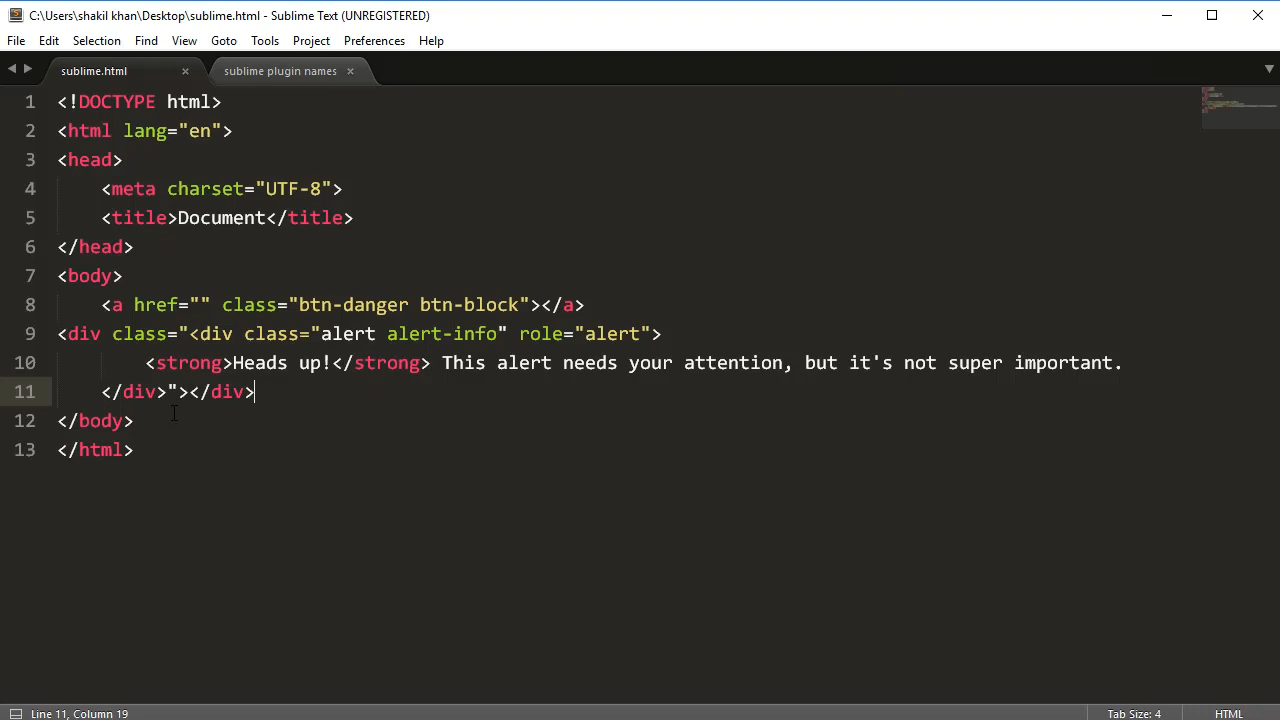 C:\Users\shakil khan\Desktop\sublime.html - Sublime Text (UNREGISTERED)
File Edit Selection Find View Goto Tools Project Preferences Help
sublime.html × sublime plugin names ×
1 <!DOCTYPE html>
2 <html lang="en">
3 <head>
4     <meta charset="UTF-8">
5     <title>Document</title>
6 </head>
7 <body>
8     <a href="" class="btn-danger btn-block"></a>
9 <div class="<div class="alert alert-info" role="alert">
10         <strong>Heads up!</strong> This alert needs your attention, but it's not super important.
11     </div>"></div>
12 </body>
13 </html>
Line 11, Column 19 Tab Size: 4 HTML